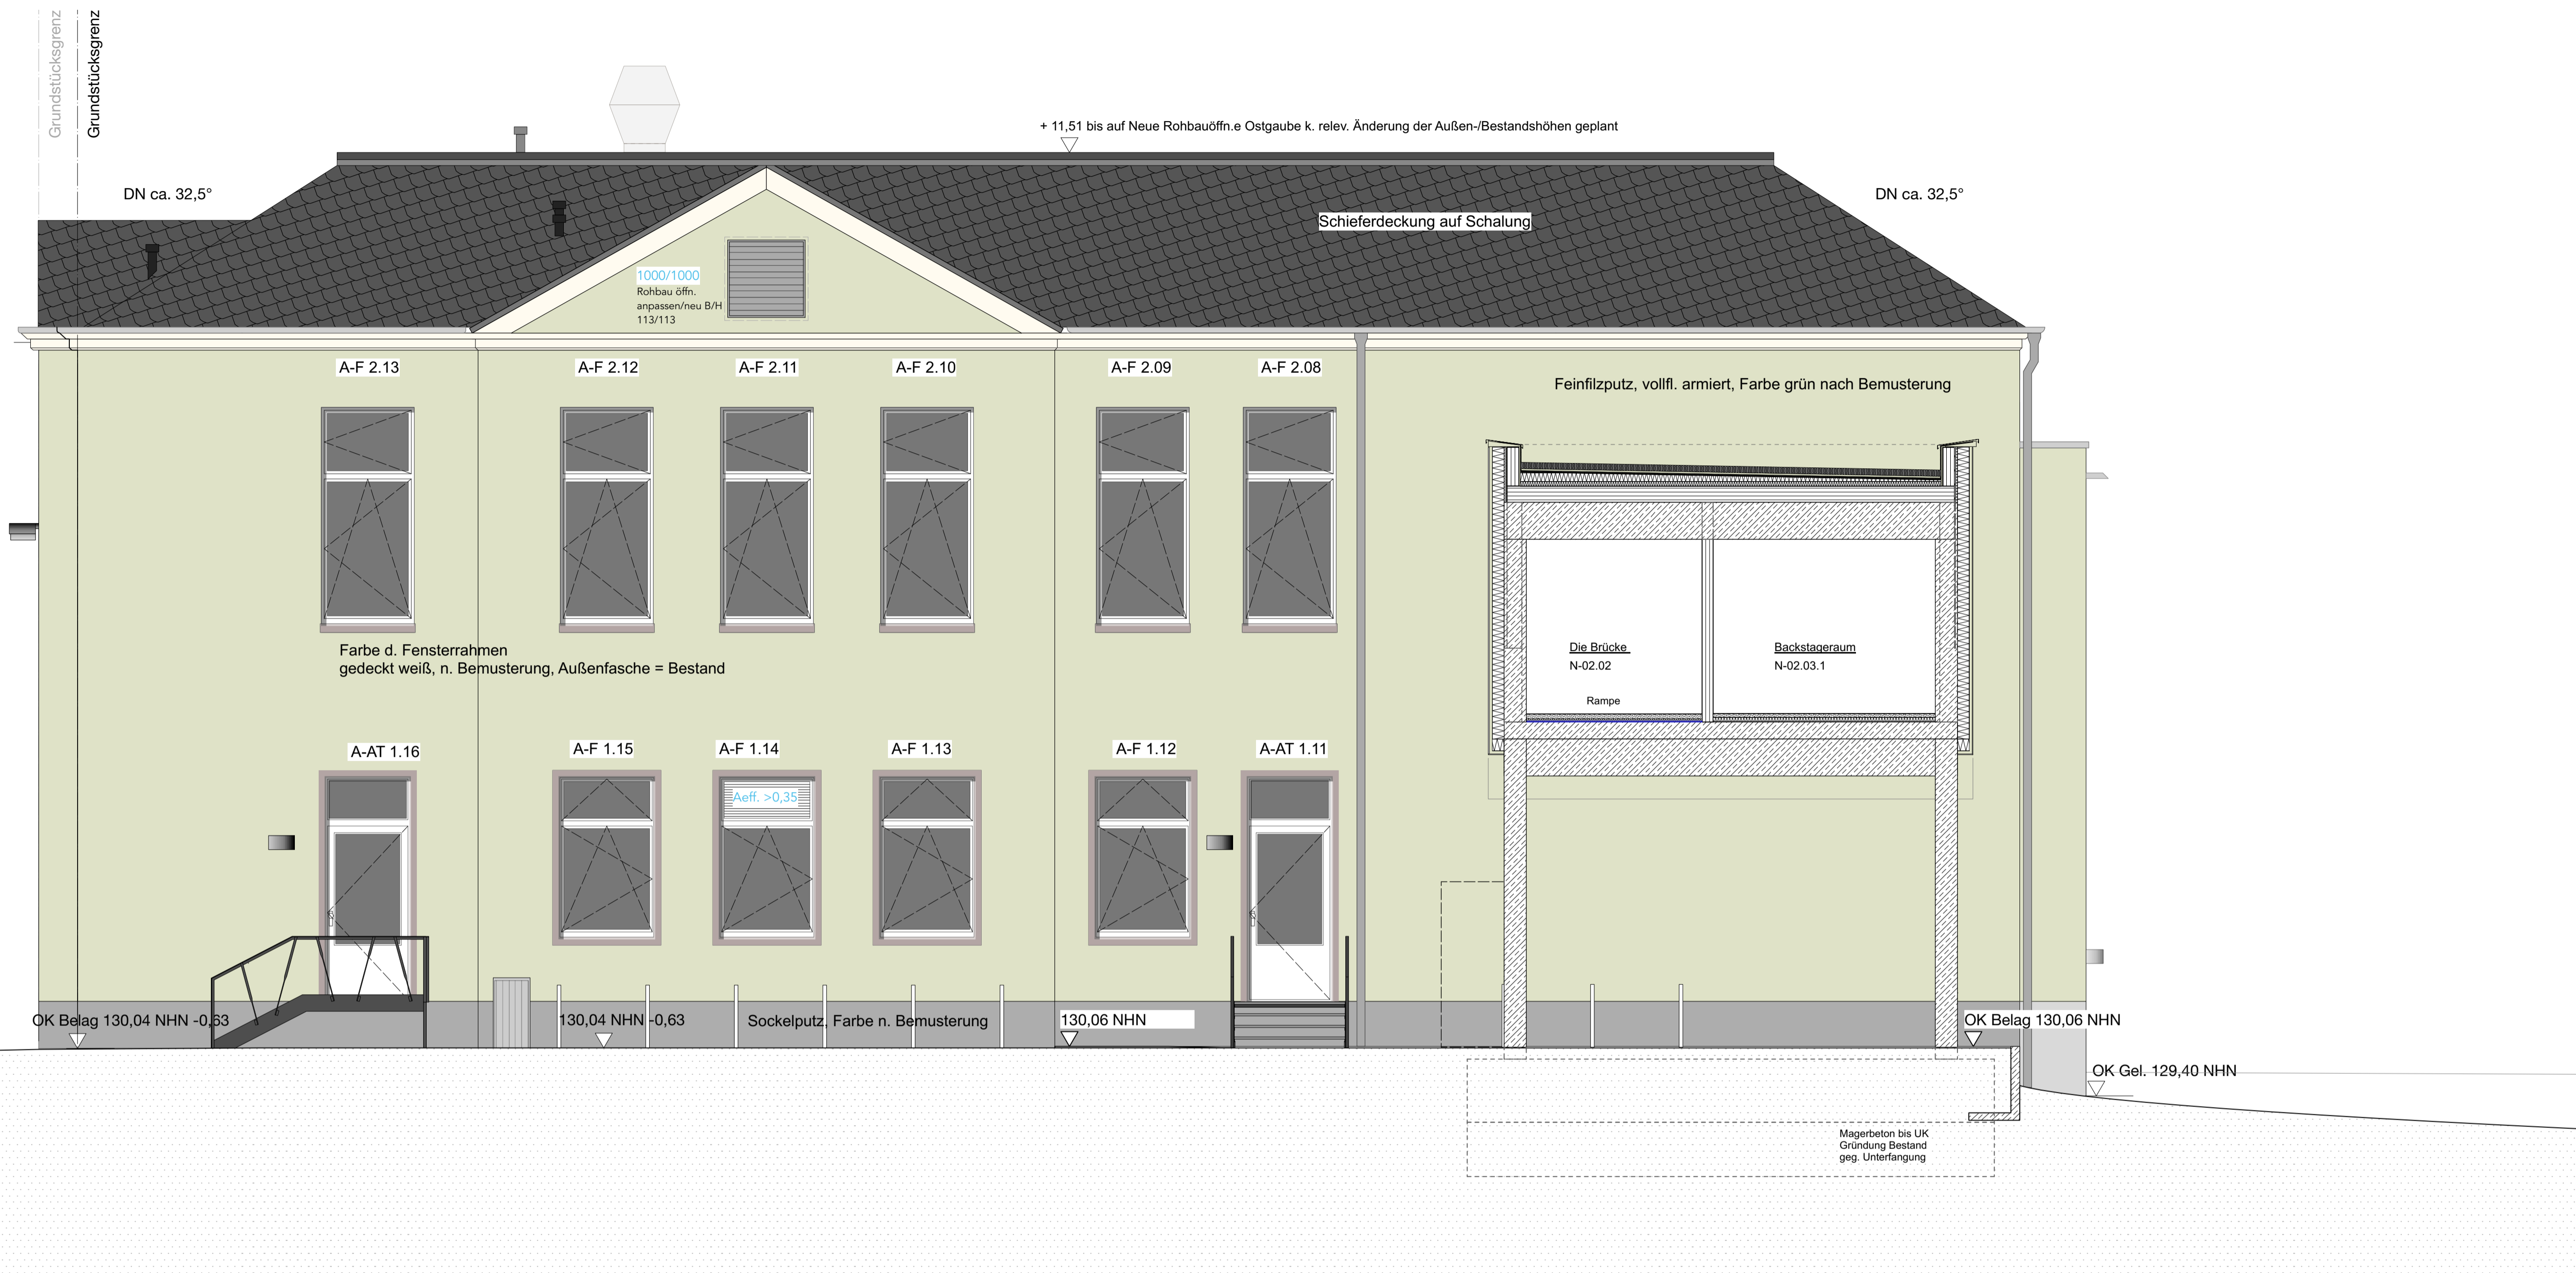 Grundstücksgrenz
Grundstücksgrenz
+ 11,51 bis auf Neue Rohbauöffn.e Ostgaube k. relev. Änderung der Außen-/Bestandshöhen geplant
DN ca. 32,5°
DN ca. 32,5°
Schieferdeckung auf Schalung
1000/1000
Rohbau öffn.
anpassen/neu B/H
113/113
A-F 2.13
A-F 2.12
A-F 2.11
A-F 2.10
A-F 2.09
A-F 2.08
Feinfilzputz, vollfl. armiert, Farbe grün nach Bemusterung
Farbe d. Fensterrahmen
gedeckt weiß, n. Bemusterung, Außenfasche = Bestand
Die Brücke
N-02.02
Rampe
Backstageraum
N-02.03.1
A-AT 1.16
A-F 1.15
A-F 1.14
A-F 1.13
A-F 1.12
A-AT 1.11
Aeff. >0,35
OK Belag 130,04 NHN -0,63
130,04 NHN -0,63
Sockelputz, Farbe n. Bemusterung
130,06 NHN
OK Belag 130,06 NHN
OK Gel. 129,40 NHN
Magerbeton bis UK
Gründung Bestand
geg. Unterfangung